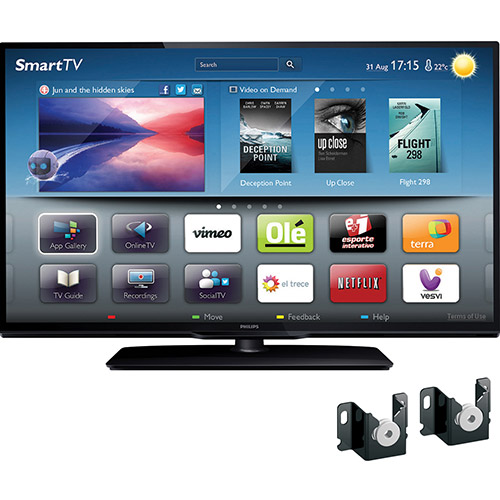 SmartTV
Search
31 Aug 17:15 22°c
Jun and the hidden skies
Video on Demand
DECEPTION
POINT
up close
FLIGHT
298
Deception Point
Up Close
Flight 298
App Gallery
OnlineTV
vimeo
Olé
e+1
esporte
interativo
terra
TV Guide
Recordings
SocialTV
el trece
NETFLIX
vesvi
Move
Feedback
Help
Terms of Use
PHILIPS